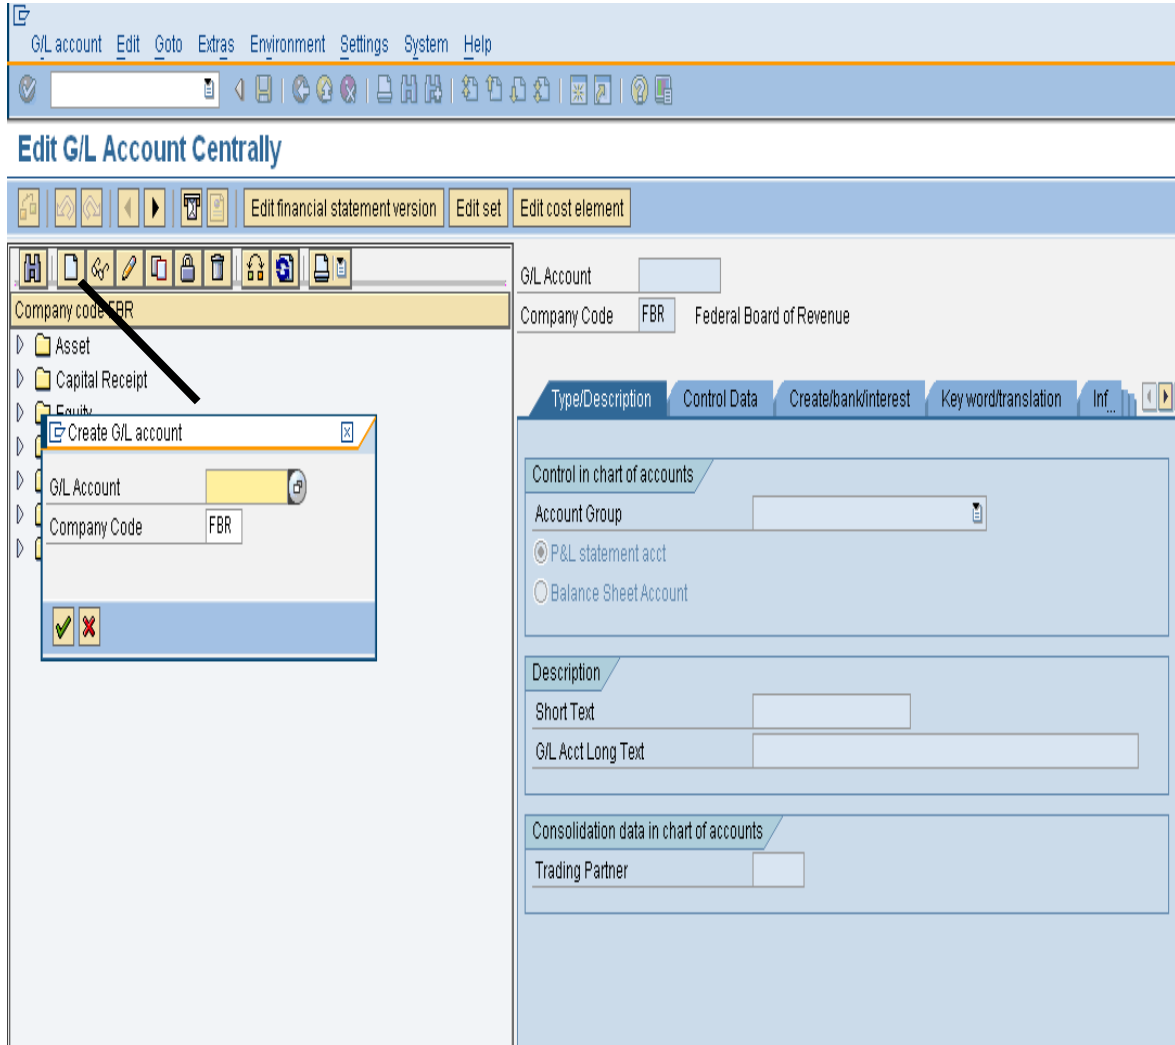 G/L account Edit Goto Extras Environment Settings System Help
Edit G/L Account Centrally
Edit financial statement version Edit set Edit cost element
Company code FBR
Asset
Capital Receipt
Equity
Create G/L account
G/L Account
Company Code FBR
G/L Account
Company Code FBR Federal Board of Revenue
Type/Description Control Data Create/bank/interest Key word/translation Inf...
Control in chart of accounts
Account Group
P&L statement acct
Balance Sheet Account
Description
Short Text
G/L Acct Long Text
Consolidation data in chart of accounts
Trading Partner